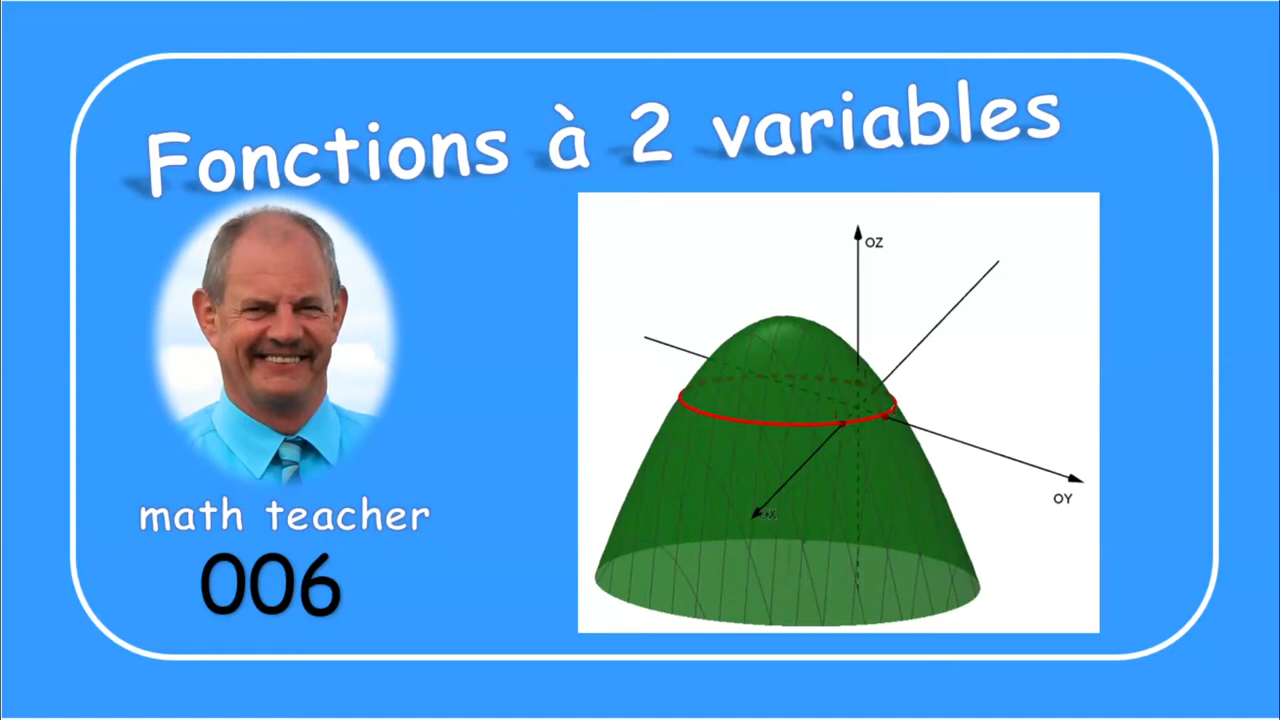 Fonctions à 2 variables
OZ
OY
math teacher
006